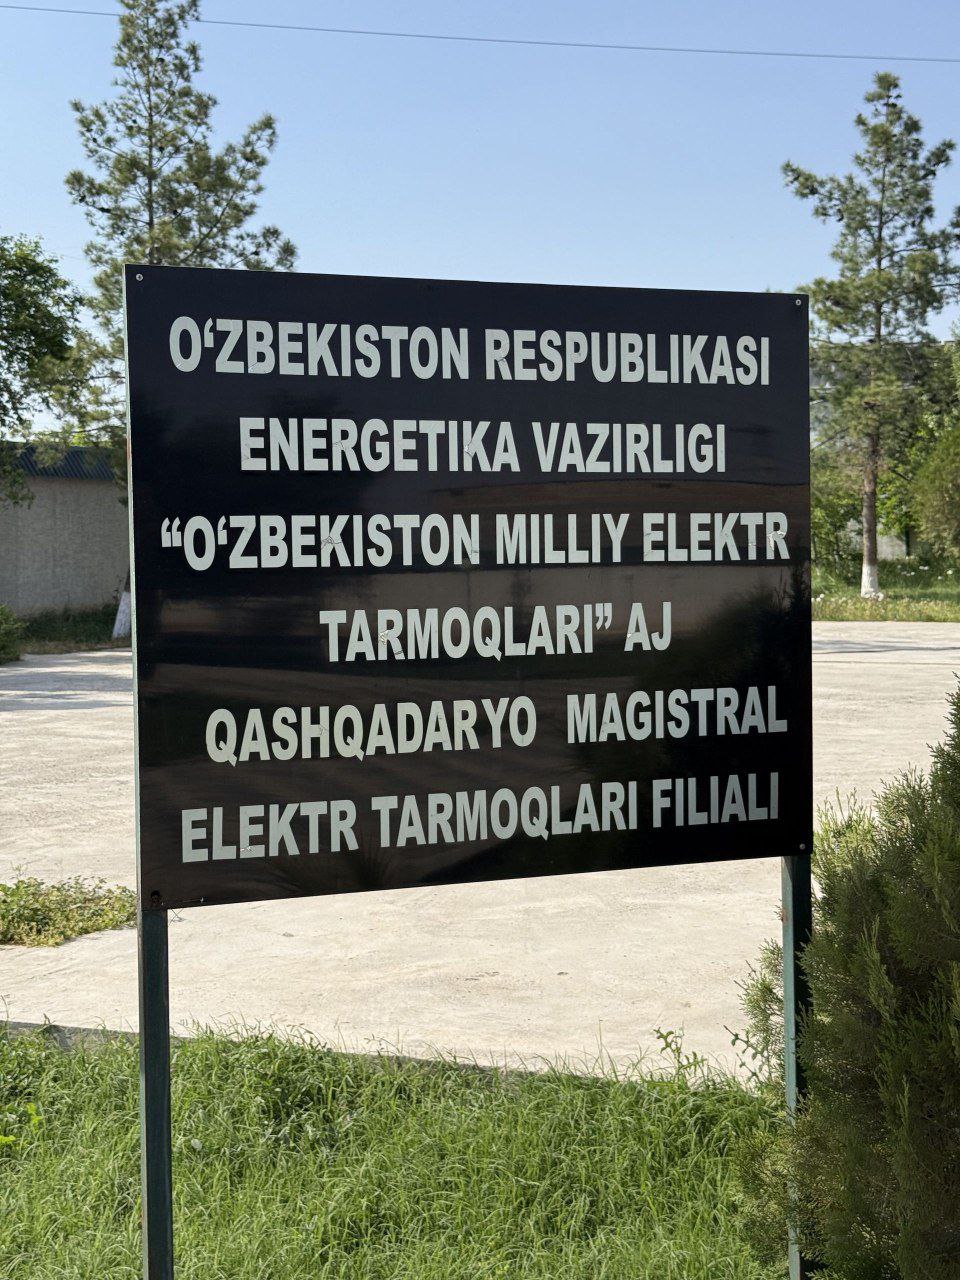 O‘ZBEKISTON RESPUBLIKASI
ENERGETIKA VAZIRLIGI
“O‘ZBEKISTON MILLIY ELEKTR
TARMOQLARI” AJ
QASHQADARYO MAGISTRAL
ELEKTR TARMOQLARI FILIALI